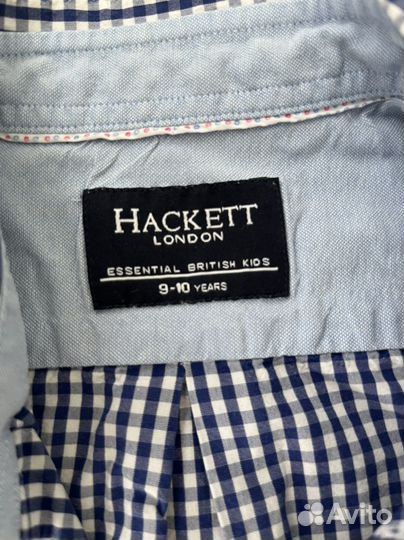 HACKETT
LONDON
ESSENTIAL BRITISH KIDS
9-10 YEARS
Avito